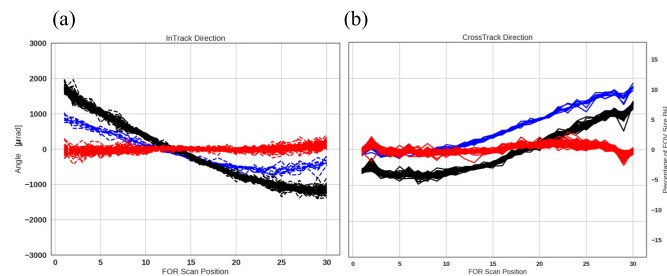 (a)
(b)
InTrack Direction
CrossTrack Direction
3000
2000
1000
0
−1000
−2000
−3000
Angle [μrad]
0 5 10 15 20 25 30
FOR Scan Position
15
10
5
0
−5
−10
−15
Percentage of FOV Size [%]
0 5 10 15 20 25 30
FOR Scan Position